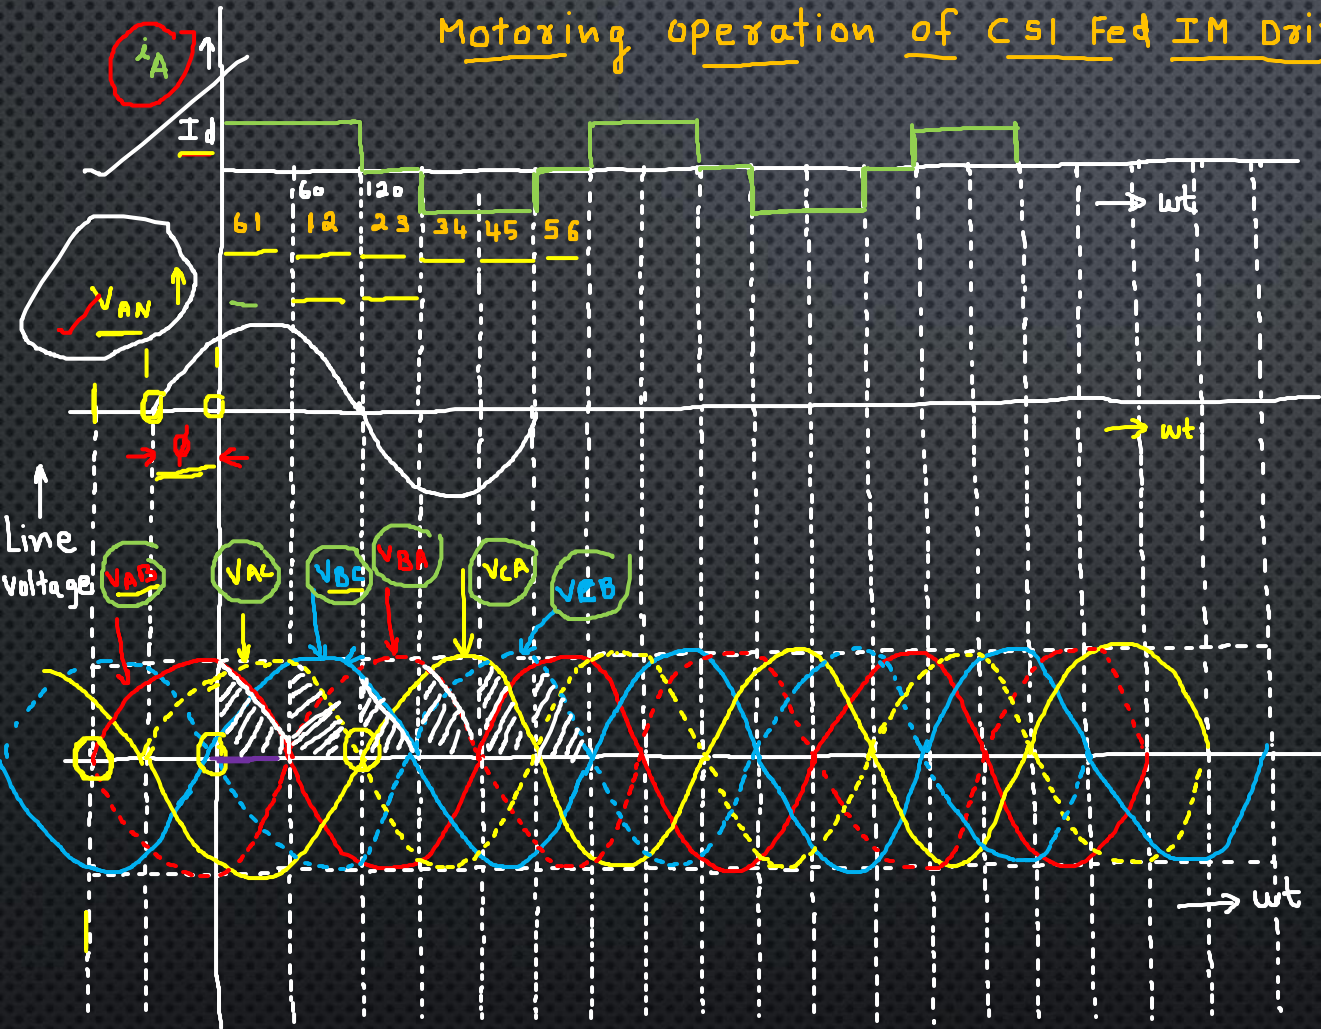 Motoring Operation of CSI Fed IM Dri
iA
Id
60 120
wt
61 12 23 34 45 56
VAN
wt
φ
Line
voltage
VAB VAC VBC VBA VCA VCB
wt